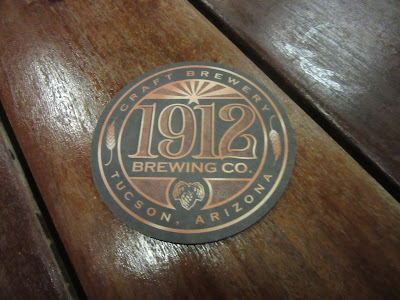 CRAFT BREWERY
1912
BREWING CO.
TUCSON, ARIZONA